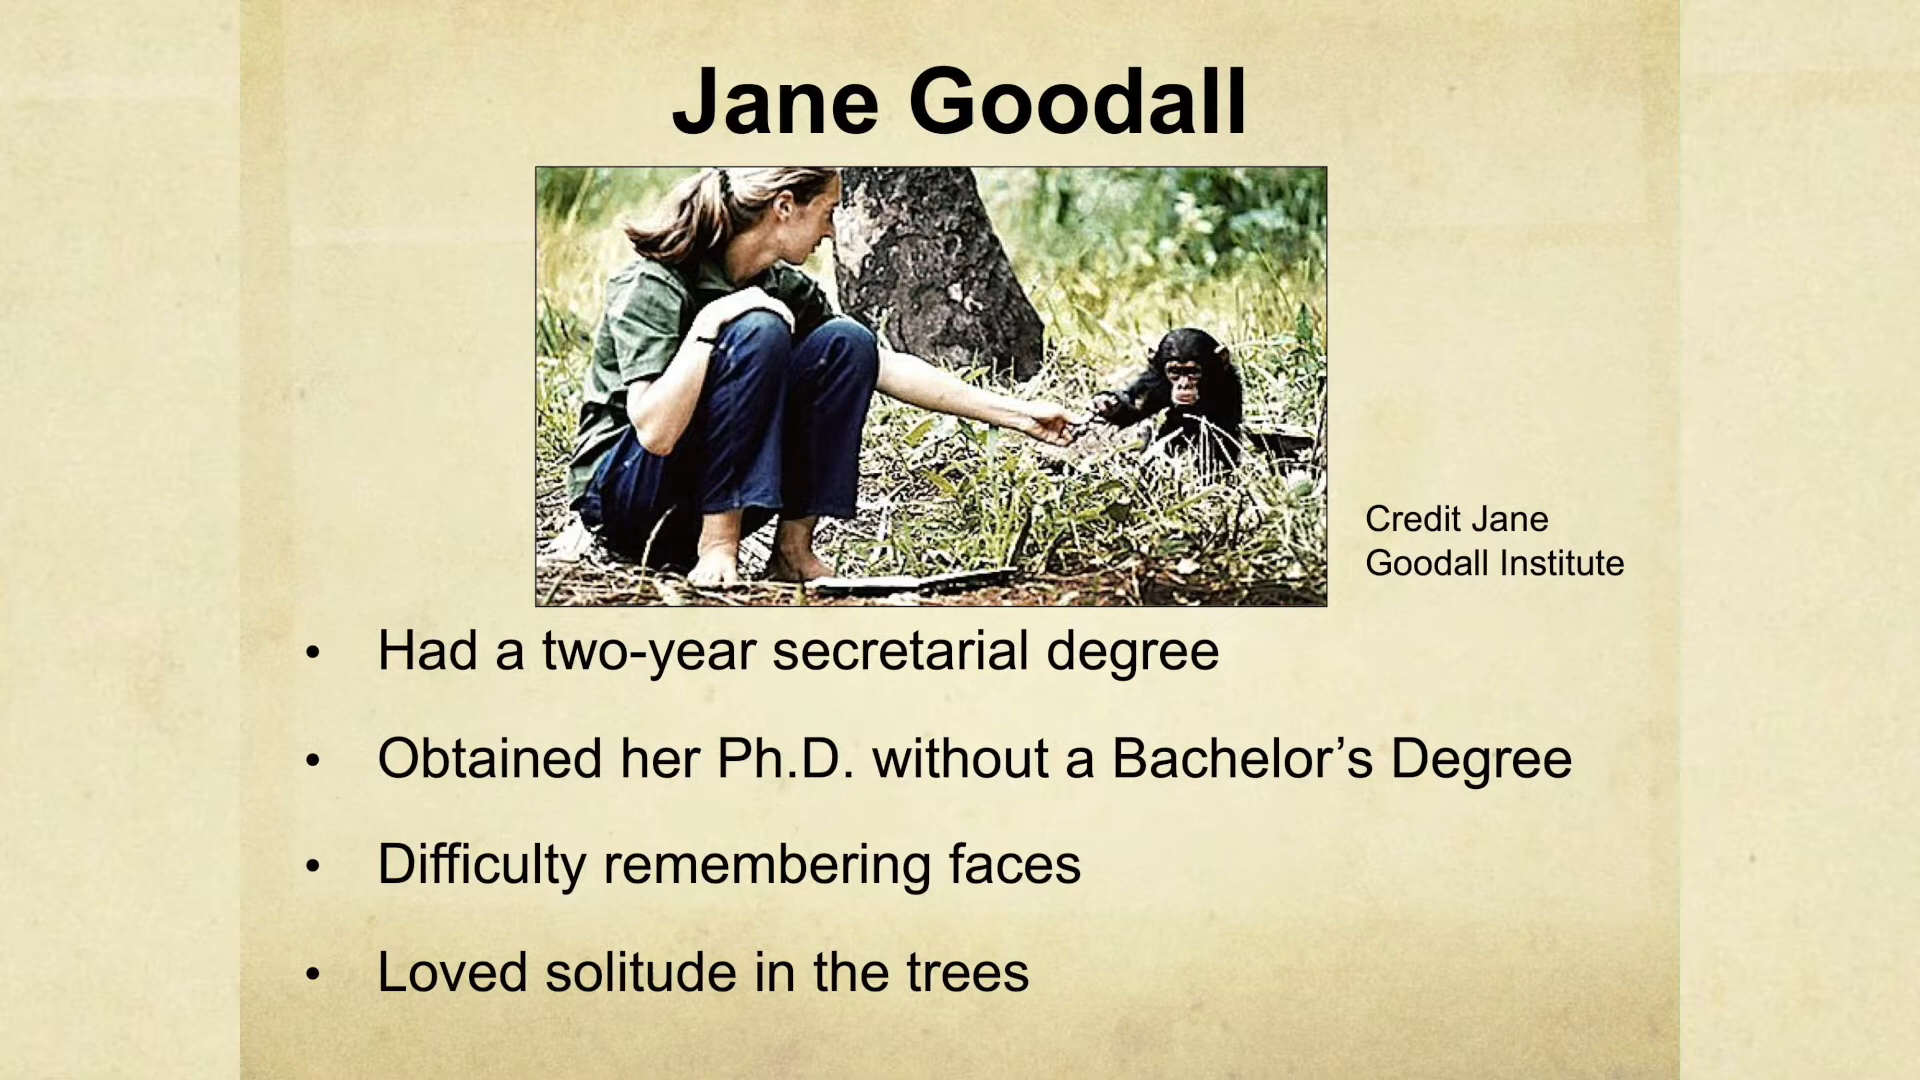 Jane Goodall
Credit Jane
Goodall Institute
• Had a two-year secretarial degree
• Obtained her Ph.D. without a Bachelor’s Degree
• Difficulty remembering faces
• Loved solitude in the trees